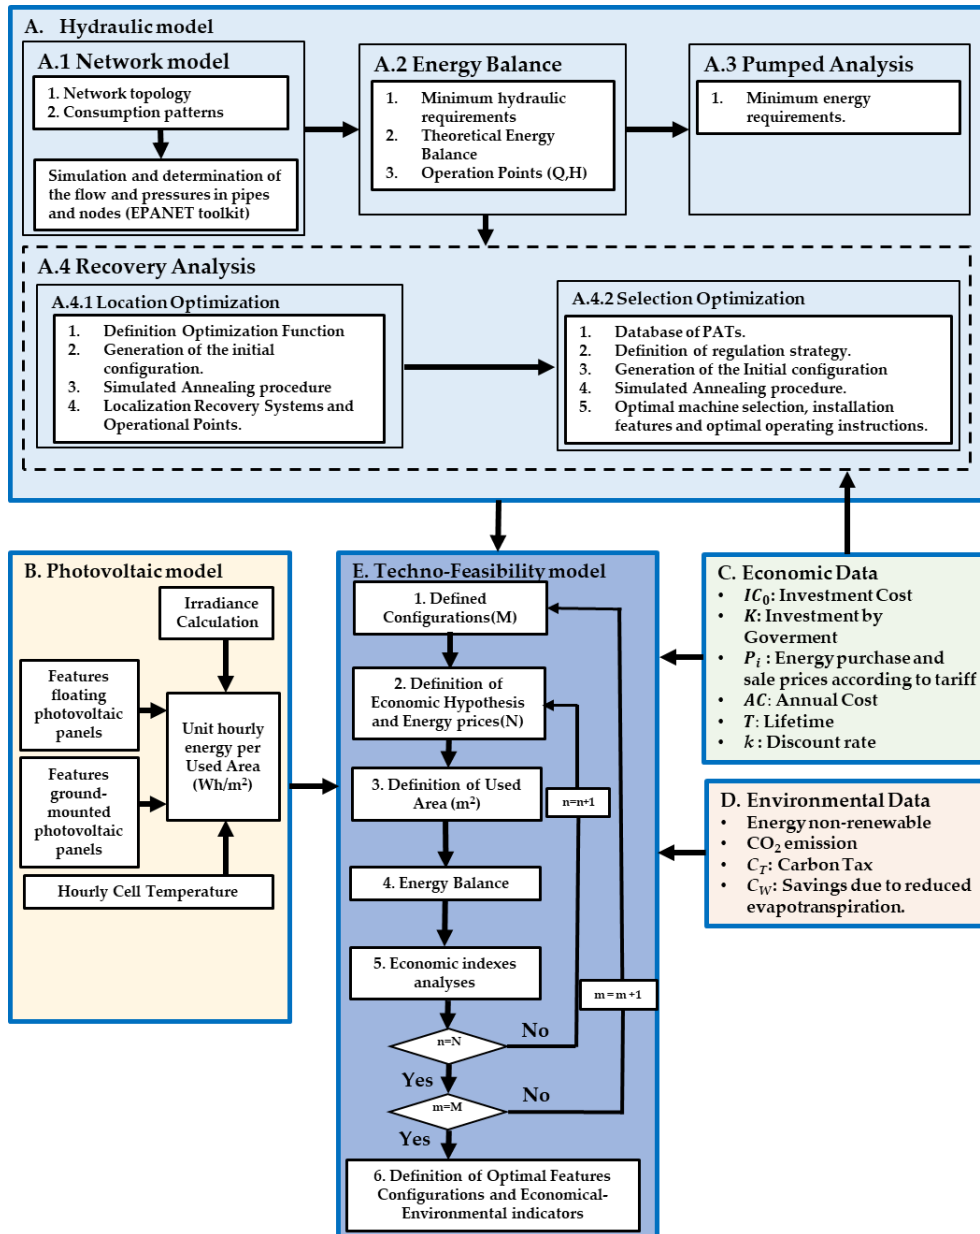 A. Hydraulic model
A.1 Network model
1. Network topology
2. Consumption patterns
Simulation and determination of
the flow and pressures in pipes
and nodes (EPANET toolkit)
A.2 Energy Balance
1. Minimum hydraulic
requirements
2. Theoretical Energy
Balance
3. Operation Points (Q,H)
A.3 Pumped Analysis
1. Minimum energy
requirements.
A.4 Recovery Analysis
A.4.1 Location Optimization
1. Definition Optimization Function
2. Generation of the initial
configuration.
3. Simulated Annealing procedure
4. Localization Recovery Systems and
Operational Points.
A.4.2 Selection Optimization
1. Database of PATs.
2. Definition of regulation strategy.
3. Generation of the Initial configuration
4. Simulated Annealing procedure.
5. Optimal machine selection, installation
features and optimal operating instructions.
B. Photovoltaic model
Irradiance
Calculation
Features
floating
photovoltaic
panels
Features
ground-
mounted
photovoltaic
panels
Unit hourly
energy per
Used Area
(Wh/m²)
Hourly Cell Temperature
E. Techno-Feasibility model
1. Defined
Configurations(M)
2. Definition of
Economic Hypothesis
and Energy prices(N)
3. Definition of Used
Area (m²)
n=n+1
4. Energy Balance
5. Economic indexes
analyses
m = m +1
n=N
No
Yes
m=M
No
Yes
6. Definition of Optimal Features
Configurations and Economical-
Environmental indicators
C. Economic Data
• IC₀: Investment Cost
• K: Investment by
Goverment
• Pᵢ : Energy purchase and
sale prices according to tariff
• AC: Annual Cost
• T: Lifetime
• k : Discount rate
D. Environmental Data
• Energy non-renewable
• CO₂ emission
• C_T: Carbon Tax
• C_W: Savings due to reduced
evapotranspiration.